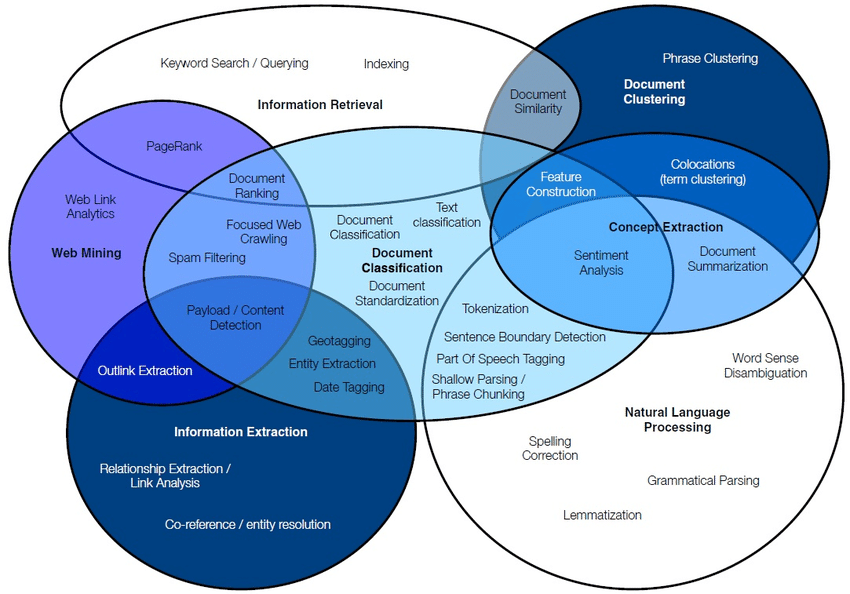 Keyword Search / Querying
Indexing
Information Retrieval
Phrase Clustering
Document
Clustering
Document
Similarity
PageRank
Document
Ranking
Feature
Construction
Colocations
(term clustering)
Web Link
Analytics
Web Mining
Focused Web
Crawling
Spam Filtering
Document
Classification
Text
classification
Document
Classification
Document
Standardization
Concept Extraction
Sentiment
Analysis
Document
Summarization
Payload / Content
Detection
Geotagging
Entity Extraction
Date Tagging
Tokenization
Sentence Boundary Detection
Part Of Speech Tagging
Shallow Parsing /
Phrase Chunking
Outlink Extraction
Word Sense
Disambiguation
Natural Language
Processing
Information Extraction
Relationship Extraction /
Link Analysis
Co-reference / entity resolution
Spelling
Correction
Grammatical Parsing
Lemmatization